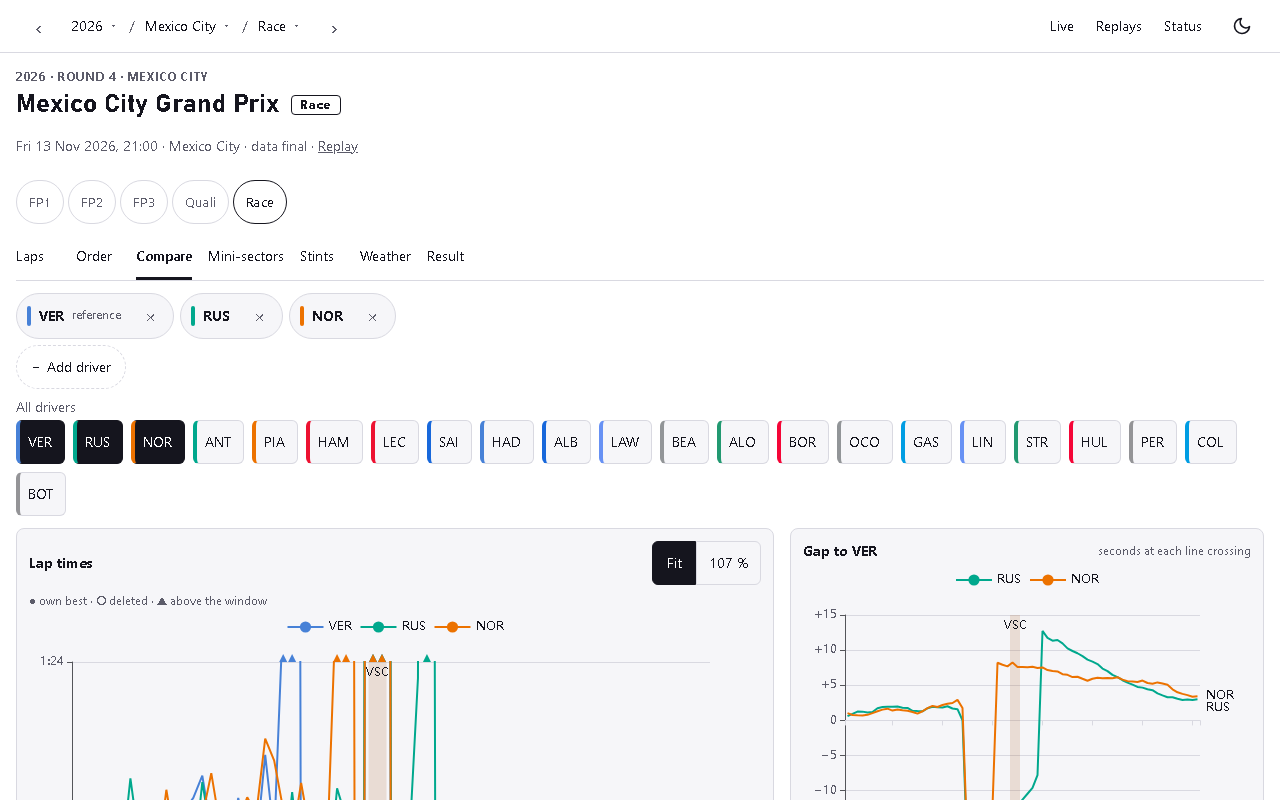 2026 / Mexico City / Race
Live Replays Status
2026 · ROUND 4 · MEXICO CITY
Mexico City Grand Prix Race
Fri 13 Nov 2026, 21:00 · Mexico City · data final · Replay
FP1 FP2 FP3 Quali Race
Laps Order Compare Mini-sectors Stints Weather Result
VER reference × RUS × NOR ×
− Add driver
All drivers
VER RUS NOR ANT PIA HAM LEC SAI HAD ALB LAW BEA ALO BOR OCO GAS LIN STR HUL PER COL
BOT
Lap times Fit 107 %
● own best · ○ deleted · ▲ above the window
VER RUS NOR
1:24
VSC
Gap to VER seconds at each line crossing
RUS NOR
+15
VSC
+10
+5
NOR
RUS
0
−5
−10